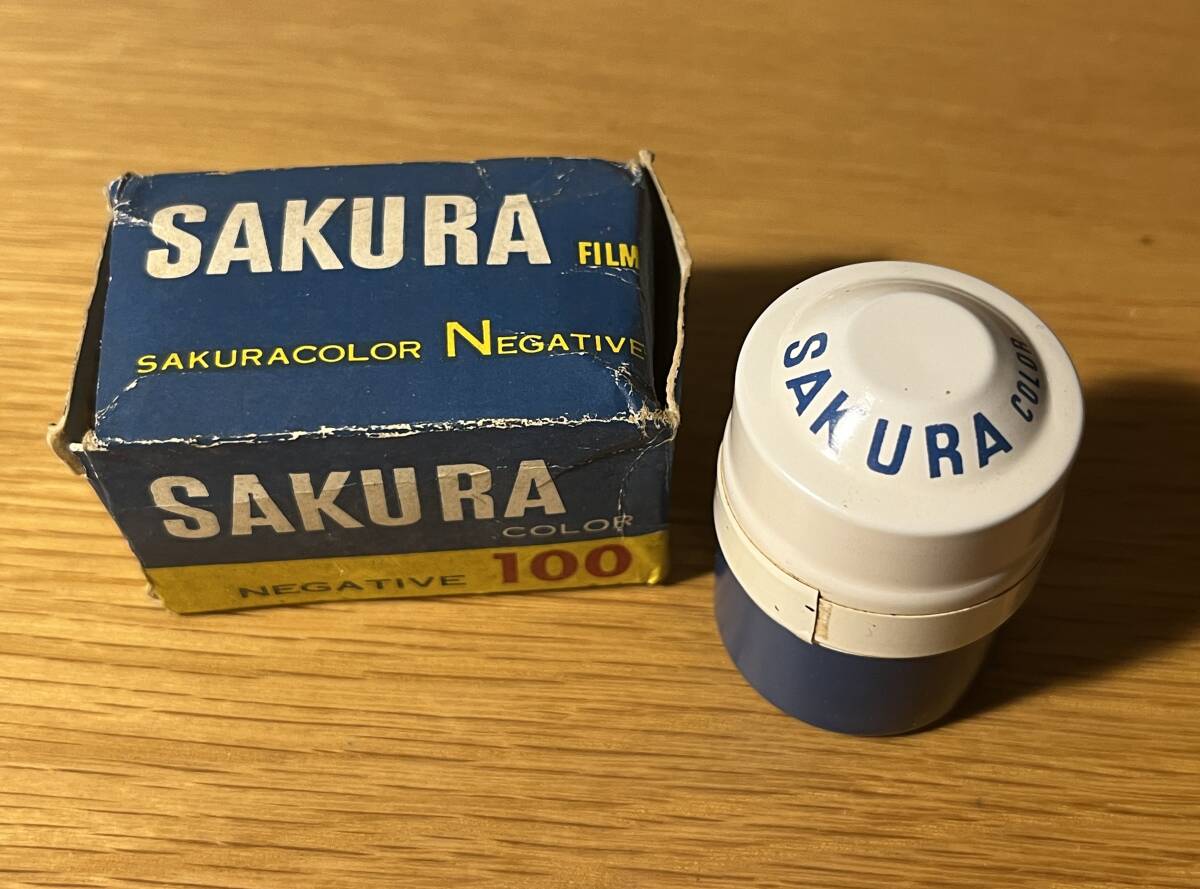 SAKURA FILM
SAKURACOLOR NEGATIVE
SAKURA
COLOR
NEGATIVE 100
SAKURA COLOR